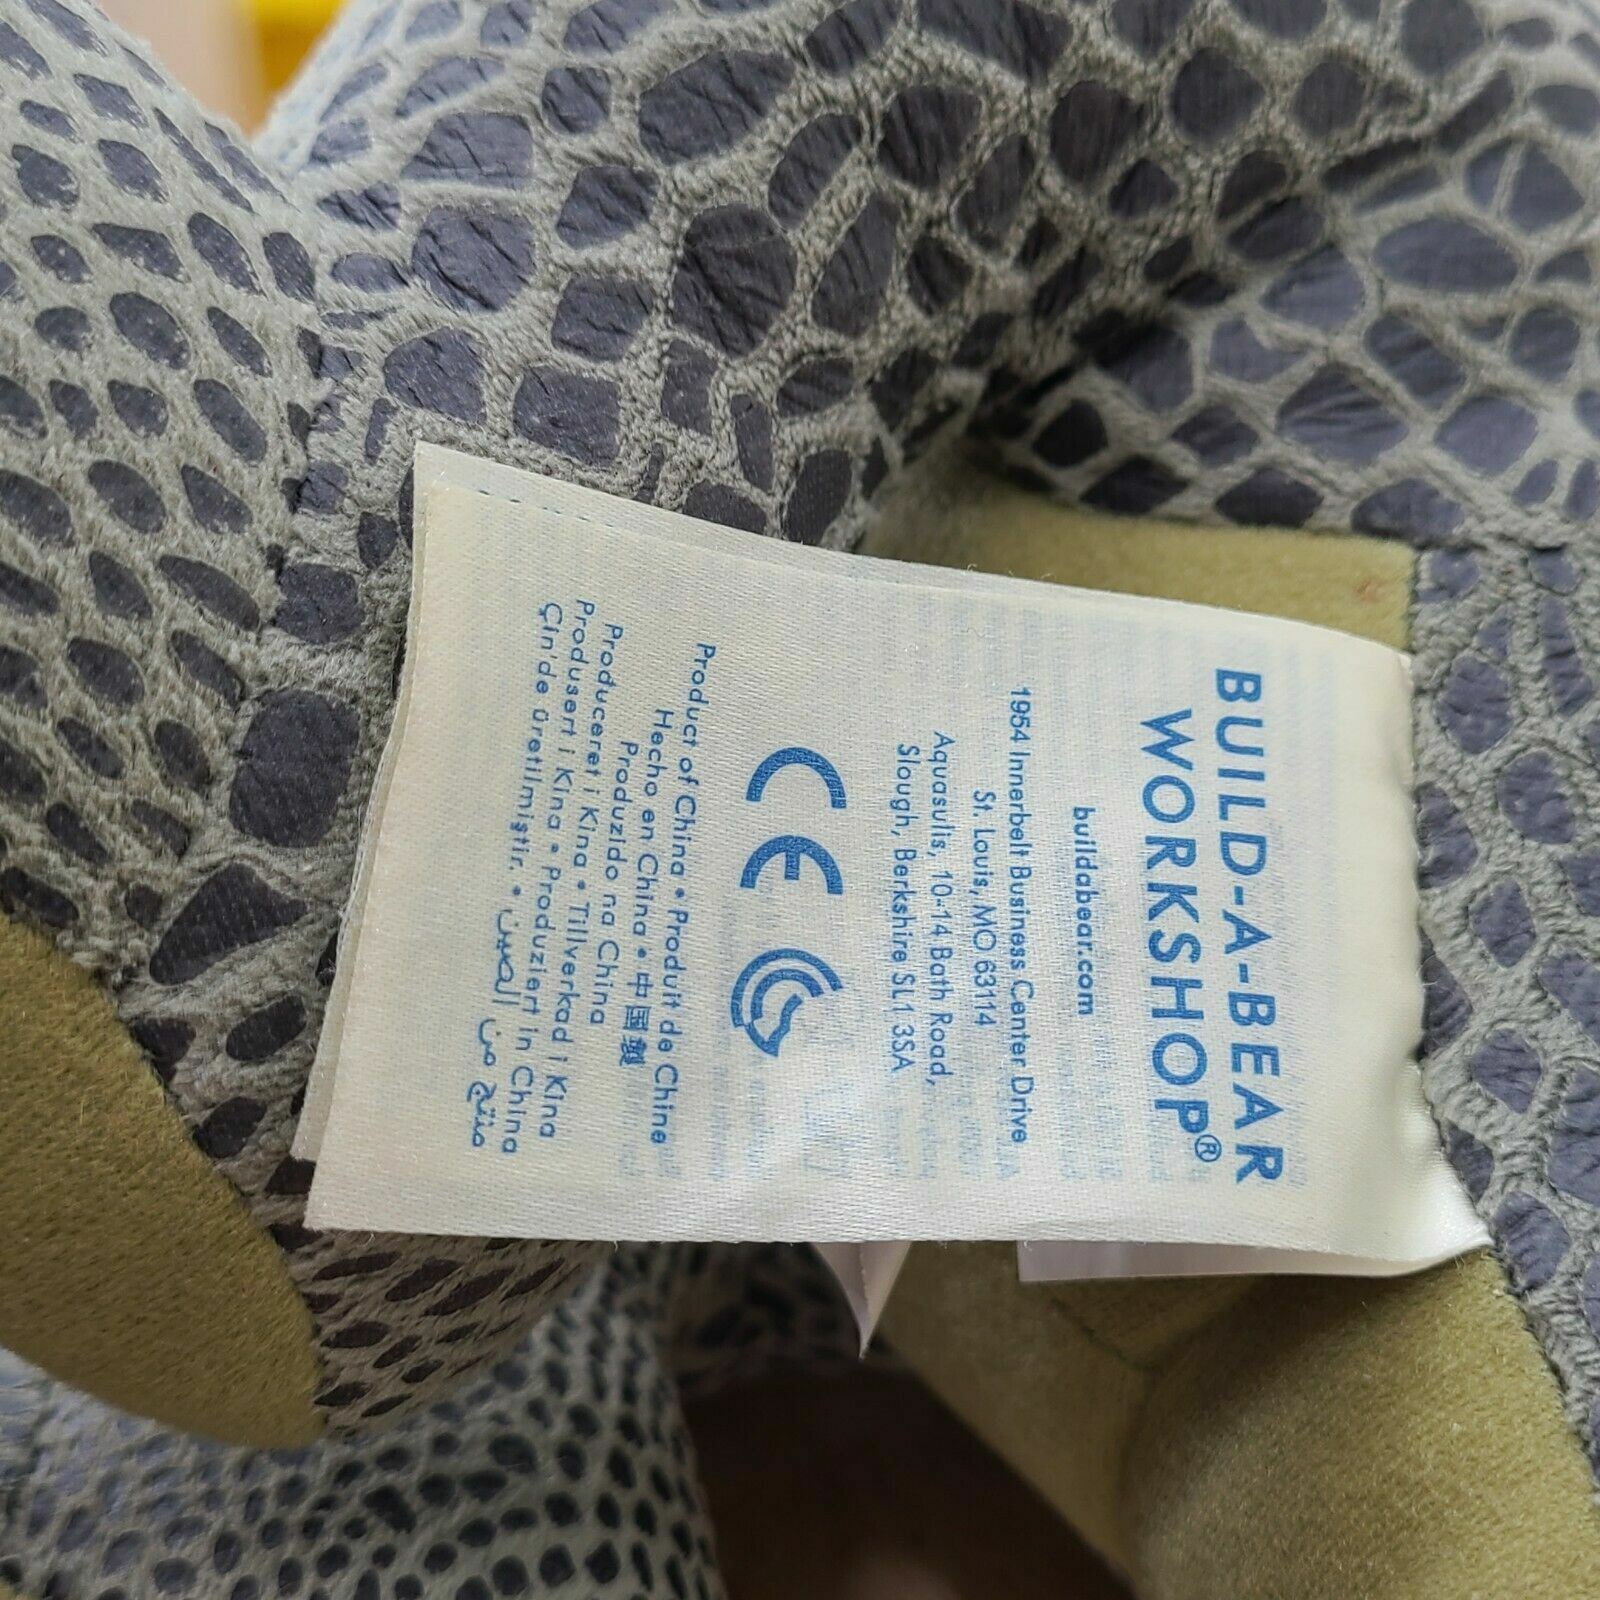 BUILD-A-BEAR
WORKSHOP®
buildabear.com
1954 Innerbelt Business Center Drive
St. Louis, MO 63114
Aquasulis, 10-14 Bath Road,
Slough, Berkshire SL1 3SA
CE
Product of China • Produit de Chine
Hecho en China • 中国製
Produzido na China
Produceret i Kina • Tillverkad i Kina
Produsert i Kina • Produziert in China
Çin'de üretilmiştir. • منتج من الصين